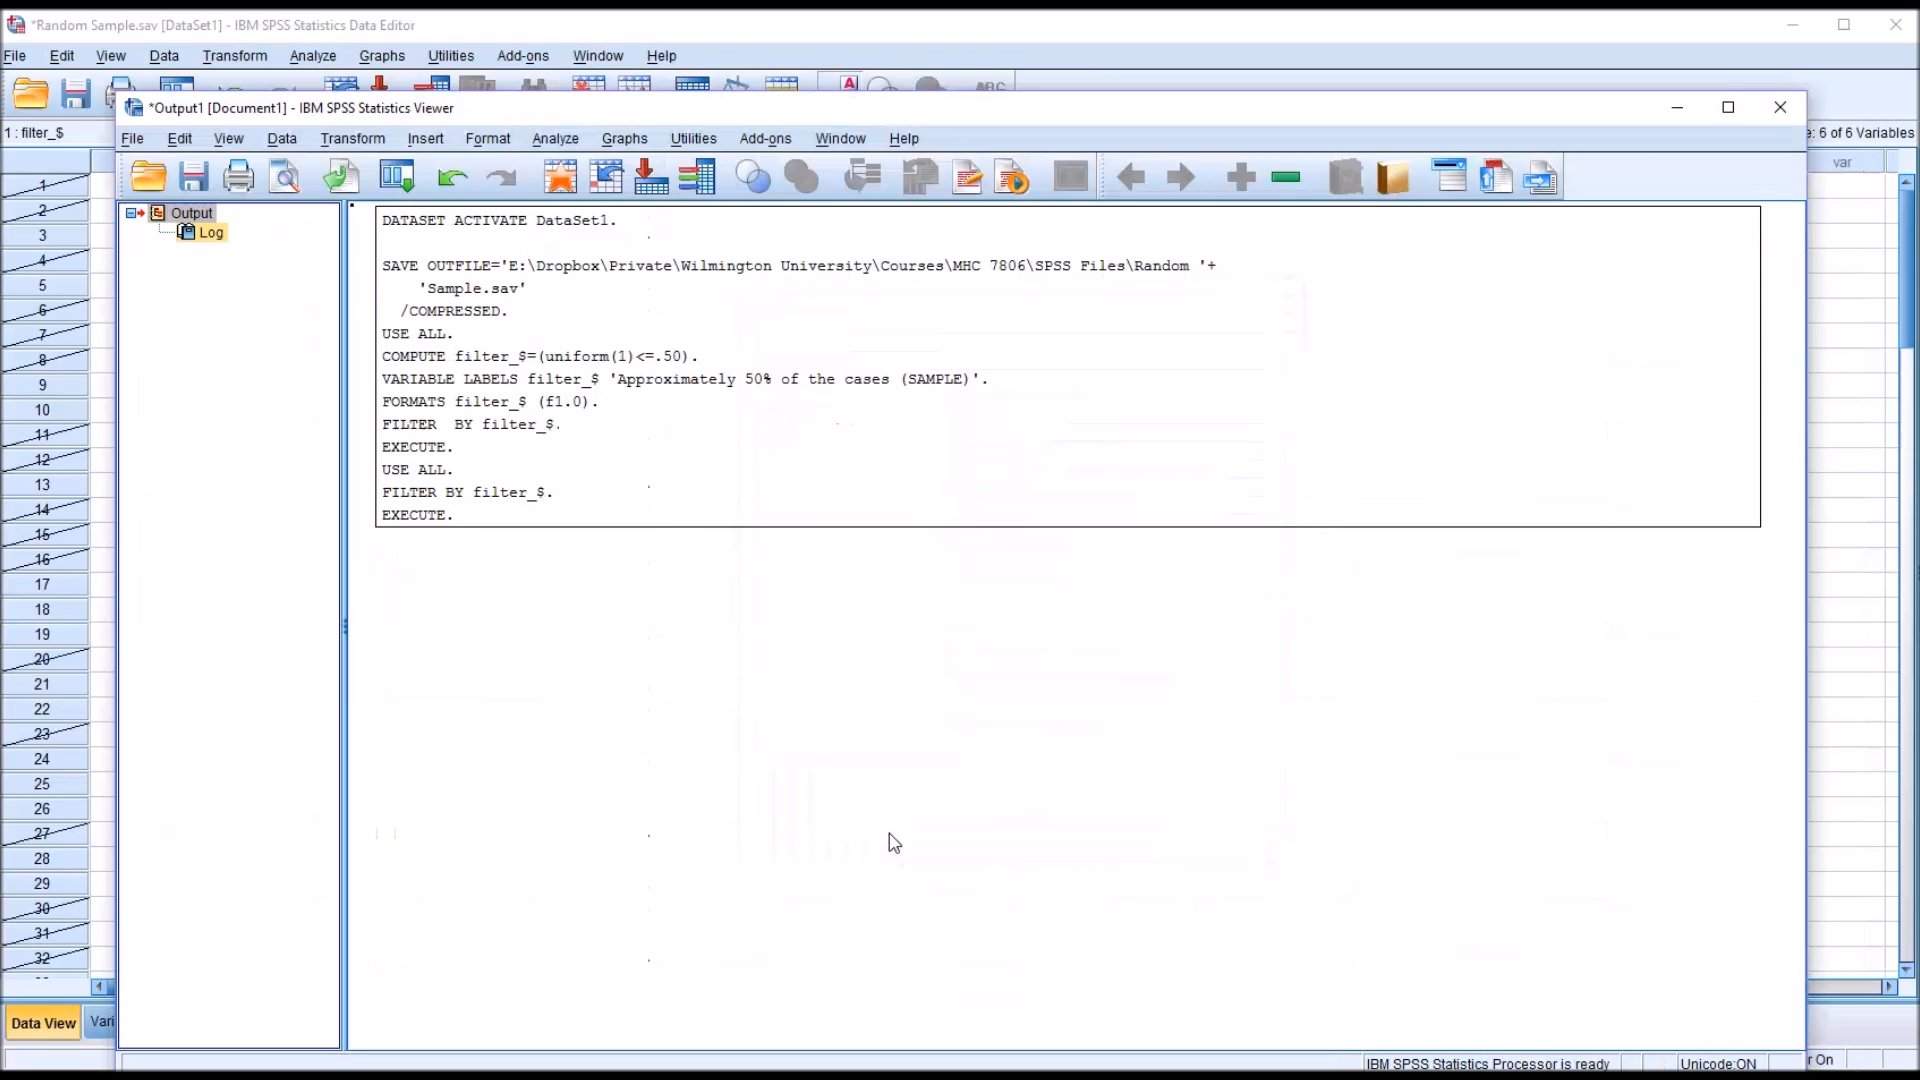 *Random Sample.sav [DataSet1] - IBM SPSS Statistics Data Editor
File Edit View Data Transform Analyze Graphs Utilities Add-ons Window Help
*Output1 [Document1] - IBM SPSS Statistics Viewer
1 : filter_$
e: 6 of 6 Variables
File Edit View Data Transform Insert Format Analyze Graphs Utilities Add-ons Window Help
var
Output
Log
DATASET ACTIVATE DataSet1.
SAVE OUTFILE='E:\Dropbox\Private\Wilmington University\Courses\MHC 7806\SPSS Files\Random '+
'Sample.sav'
/COMPRESSED.
USE ALL.
COMPUTE filter_$=(uniform(1)<=.50).
VARIABLE LABELS filter_$ 'Approximately 50% of the cases (SAMPLE)'.
FORMATS filter_$ (f1.0).
FILTER  BY filter_$.
EXECUTE.
USE ALL.
FILTER BY filter_$.
EXECUTE.
1
2
3
4
5
6
7
8
9
10
11
12
13
14
15
16
17
18
19
20
21
22
23
24
25
26
27
28
29
30
31
32
Data View
Vari
IBM SPSS Statistics Processor is ready
Unicode:ON
r On